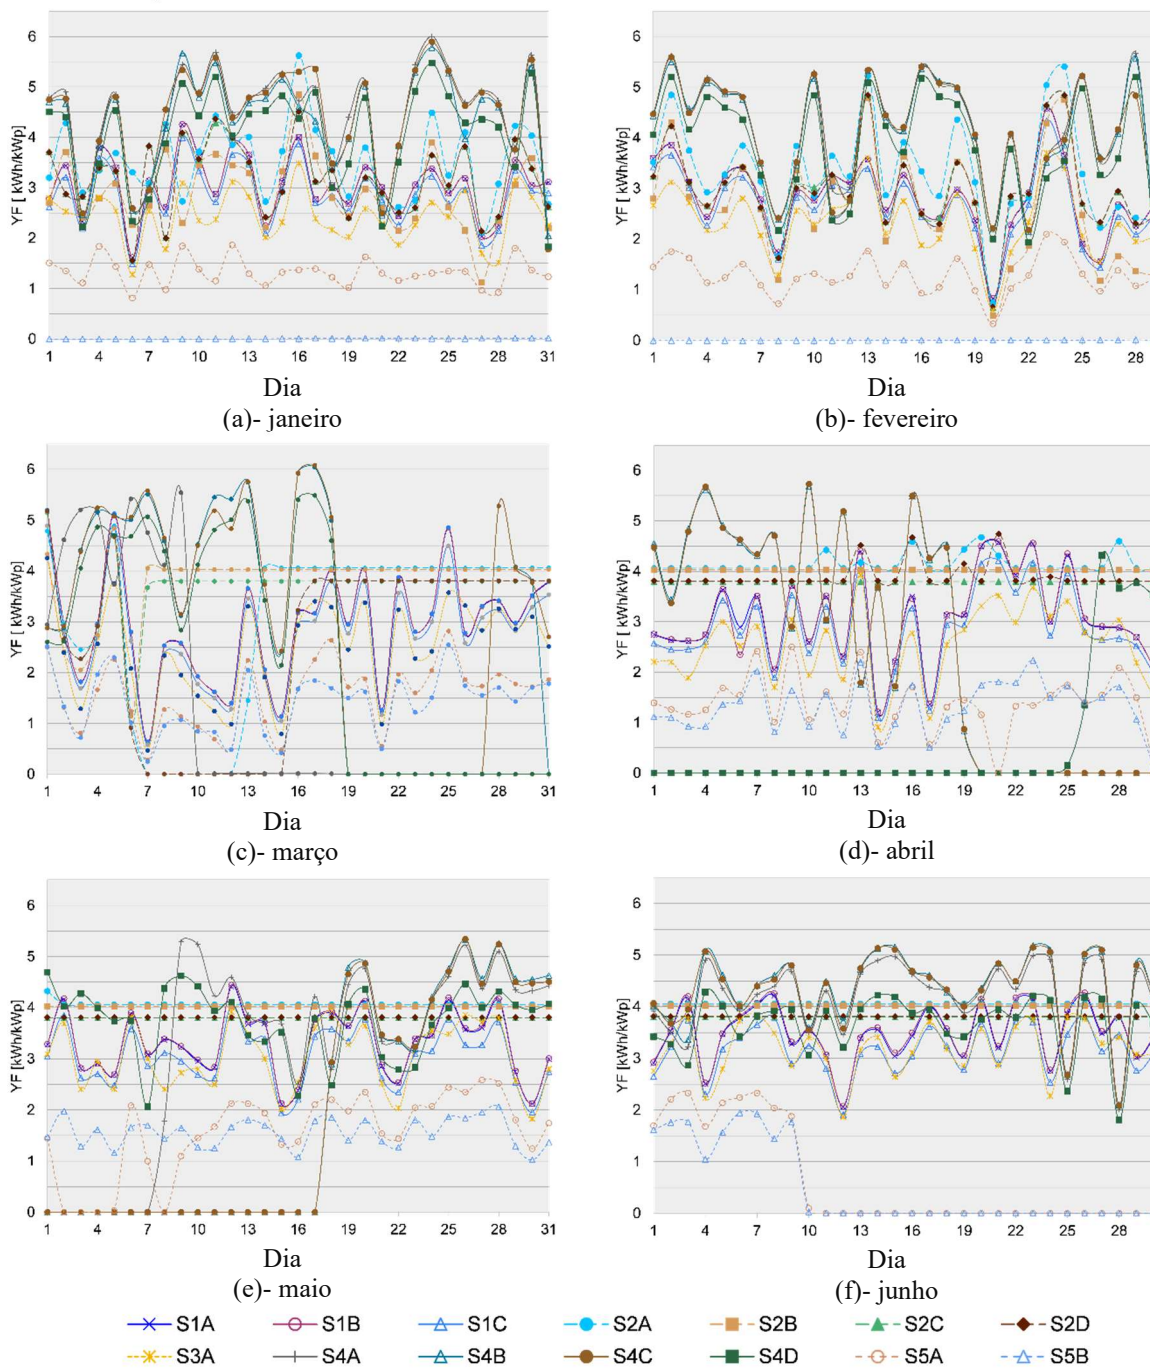 YF [ kWh/kWp]
6
5
4
3
2
1
0
1 4 7 10 13 16 19 22 25 28 31
Dia
(a)- janeiro
YF [ kWh/kWp]
6
5
4
3
2
1
0
1 4 7 10 13 16 19 22 25 28
Dia
(b)- fevereiro
YF [kWh/kWp]
6
5
4
3
2
1
0
1 4 7 10 13 16 19 22 25 28 31
Dia
(c)- março
YF [kWh/kWp]
6
5
4
3
2
1
0
1 4 7 10 13 16 19 22 25 28
Dia
(d)- abril
YF [kWh/kWp]
6
5
4
3
2
1
0
1 4 7 10 13 16 19 22 25 28 31
Dia
(e)- maio
YF [kWh/kWp]
6
5
4
3
2
1
0
1 4 7 10 13 16 19 22 25 28
Dia
(f)- junho
S1A S1B S1C S2A S2B S2C S2D
S3A S4A S4B S4C S4D S5A S5B